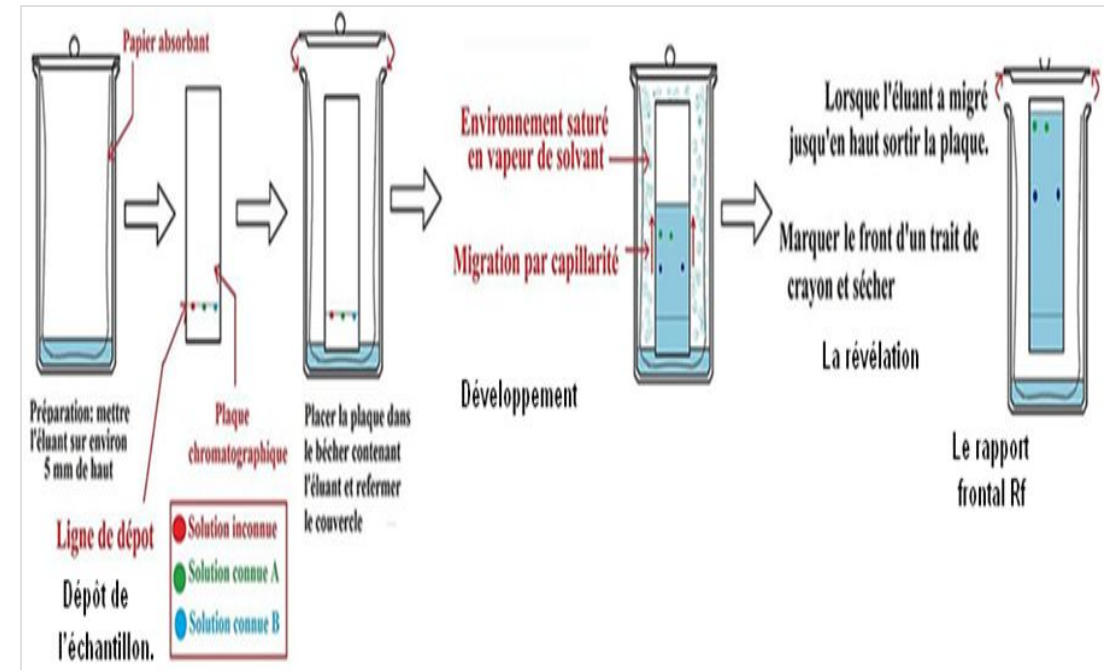 Papier absorbant
Préparation: mettre
l'éluant sur environ
5 mm de haut
Ligne de dépot
Dépôt de
l'échantillon.
Plaque
chromatographique
Solution inconnue
Solution connue A
Solution connue B
Placer la plaque dans
le bécher contenant
l'éluant et refermer
le couvercle
Environement saturé
en vapeur de solvant
Migration par capillarité
Développement
Lorsque l'éluant a migré
jusqu'en haut sortir la plaque.
Marquer le front d'un trait de
crayon et sécher
La révélation
Le rapport
frontal Rf